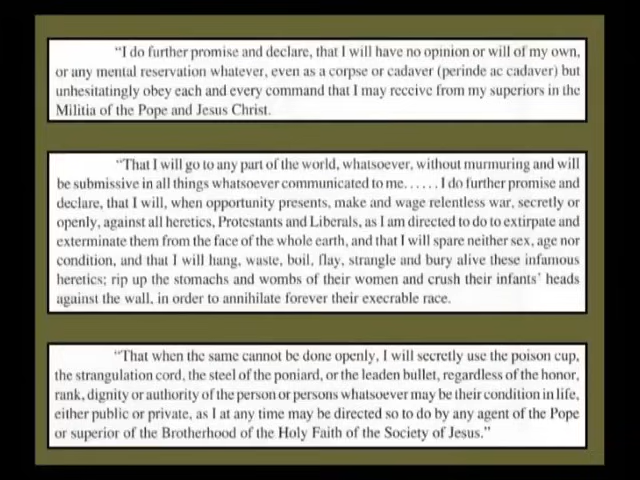 “I do further promise and declare, that I will have no opinion or will of my own,
or any mental reservation whatever, even as a corpse or cadaver (perinde ac cadaver) but
unhesitatingly obey each and every command that I may receive from my superiors in the
Militia of the Pope and Jesus Christ.
“That I will go to any part of the world, whatsoever, without murmuring and will
be submissive in all things whatsoever communicated to me...... I do further promise and
declare, that I will, when opportunity presents, make and wage relentless war, secretly or
openly, against all heretics, Protestants and Liberals, as I am directed to do to extirpate and
exterminate them from the face of the whole earth, and that I will spare neither sex, age nor
condition, and that I will hang, waste, boil, flay, strangle and bury alive these infamous
heretics; rip up the stomachs and wombs of their women and crush their infants’ heads
against the wall, in order to annihilate forever their execrable race.
“That when the same cannot be done openly, I will secretly use the poison cup,
the strangulation cord, the steel of the poniard, or the leaden bullet, regardless of the honor,
rank, dignity or authority of the person or persons whatsoever may be their condition in life,
either public or private, as I at any time may be directed so to do by any agent of the Pope
or superior of the Brotherhood of the Holy Faith of the Society of Jesus.”